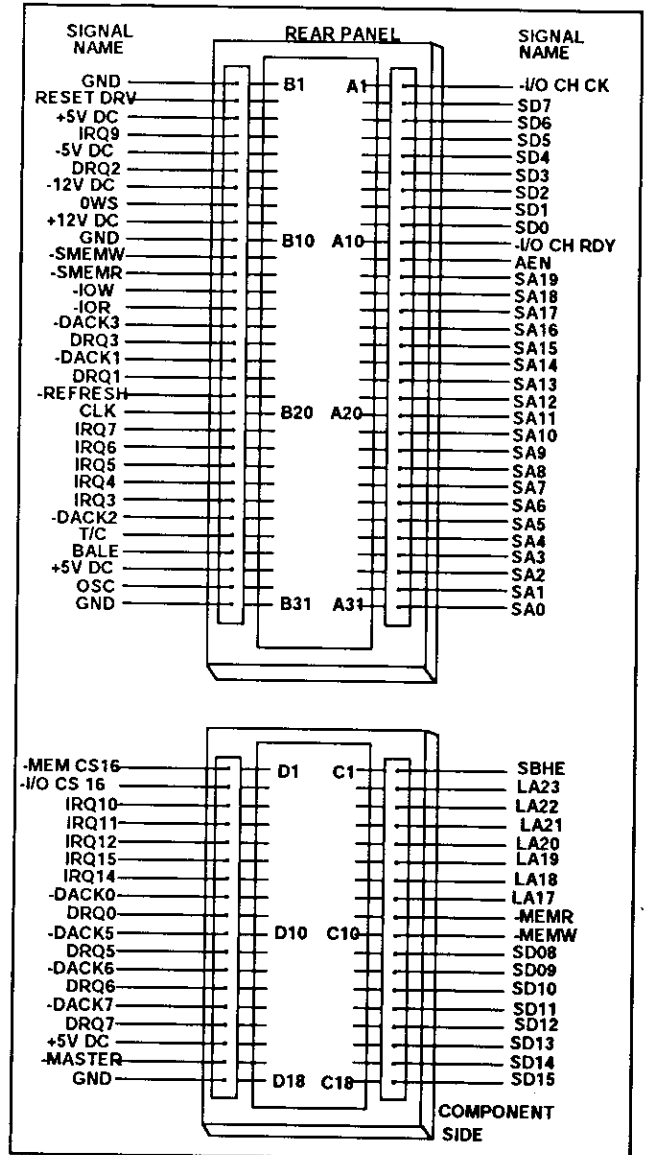 SIGNAL NAME
REAR PANEL
SIGNAL NAME
GND B1 A1 -I/O CH CK
RESET DRV SD7
+5V DC SD6
IRQ9 SD5
-5V DC SD4
DRQ2 SD3
-12V DC SD2
0WS SD1
+12V DC SD0
GND B10 A10 -I/O CH RDY
-SMEMW AEN
-SMEMR SA19
-IOW SA18
-IOR SA17
-DACK3 SA16
DRQ3 SA15
-DACK1 SA14
DRQ1 SA13
-REFRESH SA12
CLK B20 A20 SA11
IRQ7 SA10
IRQ6 SA9
IRQ5 SA8
IRQ4 SA7
IRQ3 SA6
-DACK2 SA5
T/C SA4
BALE SA3
+5V DC SA2
OSC SA1
GND B31 A31 SA0
-MEM CS16 D1 C1 SBHE
-I/O CS 16 LA23
IRQ10 LA22
IRQ11 LA21
IRQ12 LA20
IRQ15 LA19
IRQ14 LA18
-DACK0 LA17
DRQ0 -MEMR
-DACK5 D10 C10 -MEMW
DRQ5 SD08
-DACK6 SD09
DRQ6 SD10
-DACK7 SD11
DRQ7 SD12
+5V DC SD13
-MASTER SD14
GND D18 C18 SD15
COMPONENT
SIDE